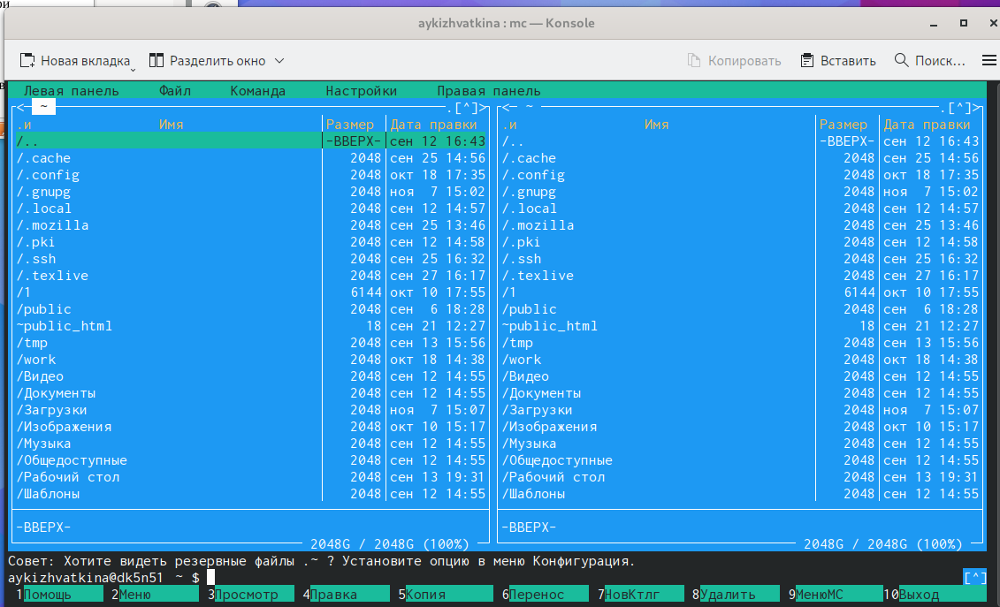 ри
aykizhvatkina : mc — Konsole
Новая вкладка Разделить окно Копировать Вставить Поиск...
Левая панель Файл Команда Настройки Правая панель
<─ ~ .[^]> <─ ~ .[^]>
.и Имя Размер Дата правки .и Имя Размер Дата правки
/.. -ВВЕРХ- сен 12 16:43 /.. -ВВЕРХ- сен 12 16:43
/.cache 2048 сен 25 14:56 /.cache 2048 сен 25 14:56
/.config 2048 окт 18 17:35 /.config 2048 окт 18 17:35
/.gnupg 2048 ноя 7 15:02 /.gnupg 2048 ноя 7 15:02
/.local 2048 сен 12 14:57 /.local 2048 сен 12 14:57
/.mozilla 2048 сен 25 13:46 /.mozilla 2048 сен 25 13:46
/.pki 2048 сен 12 14:58 /.pki 2048 сен 12 14:58
/.ssh 2048 сен 25 16:32 /.ssh 2048 сен 25 16:32
/.texlive 2048 сен 27 16:17 /.texlive 2048 сен 27 16:17
/1 6144 окт 10 17:55 /1 6144 окт 10 17:55
/public 2048 сен 6 18:28 /public 2048 сен 6 18:28
~public_html 18 сен 21 12:27 ~public_html 18 сен 21 12:27
/tmp 2048 сен 13 15:56 /tmp 2048 сен 13 15:56
/work 2048 окт 18 14:38 /work 2048 окт 18 14:38
/Видео 2048 сен 12 14:55 /Видео 2048 сен 12 14:55
/Документы 2048 сен 12 14:55 /Документы 2048 сен 12 14:55
/Загрузки 2048 ноя 7 15:07 /Загрузки 2048 ноя 7 15:07
/Изображения 2048 окт 10 15:17 /Изображения 2048 окт 10 15:17
/Музыка 2048 сен 12 14:55 /Музыка 2048 сен 12 14:55
/Общедоступные 2048 сен 12 14:55 /Общедоступные 2048 сен 12 14:55
/Рабочий стол 2048 сен 13 19:31 /Рабочий стол 2048 сен 13 19:31
/Шаблоны 2048 сен 12 14:55 /Шаблоны 2048 сен 12 14:55
-ВВЕРХ- -ВВЕРХ-
2048G / 2048G (100%) 2048G / 2048G (100%)
Совет: Хотите видеть резервные файлы .~ ? Установите опцию в меню Конфигурация.
aykizhvatkina@dk5n51 ~ $ [^]
1Помощь 2Меню 3Просмотр 4Правка 5Копия 6Перенос 7НовКтлг 8Удалить 9МенюMC 10Выход